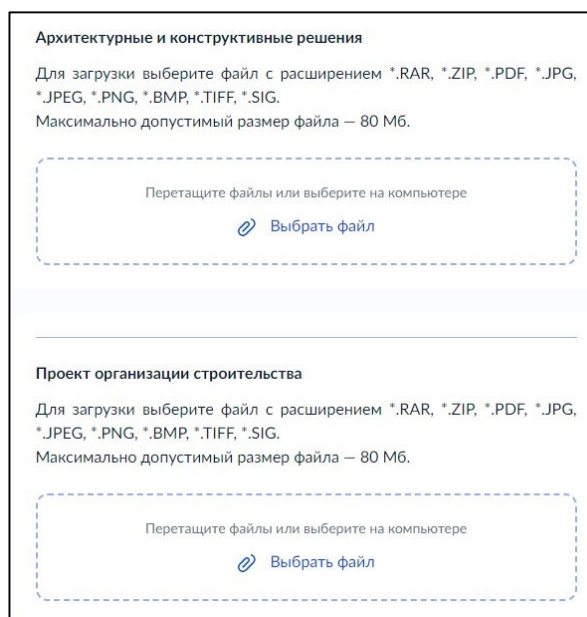 Архитектурные и конструктивные решения
Для загрузки выберите файл с расширением *.RAR, *.ZIP, *.PDF, *.JPG,
*.JPEG, *.PNG, *.BMP, *.TIFF, *.SIG.
Максимально допустимый размер файла — 80 Мб.
Перетащите файлы или выберите на компьютере
Выбрать файл
Проект организации строительства
Для загрузки выберите файл с расширением *.RAR, *.ZIP, *.PDF, *.JPG,
*.JPEG, *.PNG, *.BMP, *.TIFF, *.SIG.
Максимально допустимый размер файла — 80 Мб.
Перетащите файлы или выберите на компьютере
Выбрать файл